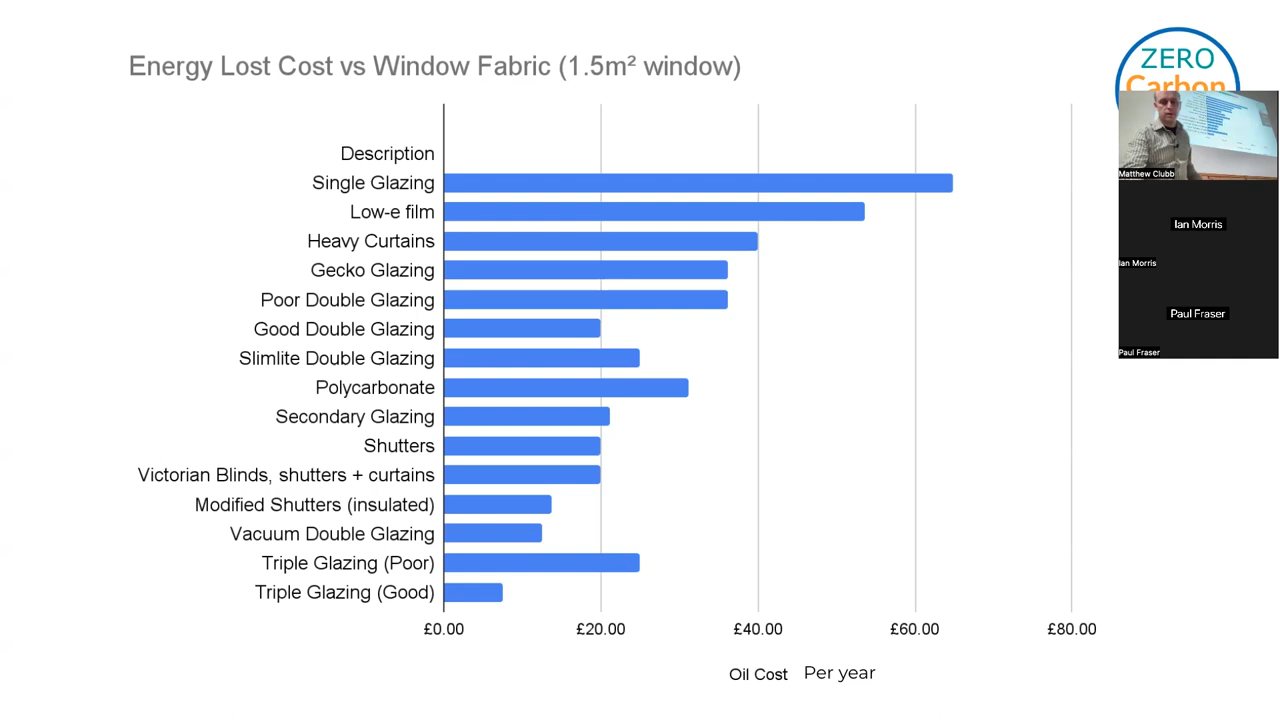 Energy Lost Cost vs Window Fabric (1.5m² window)
ZERO
Carbon
Description
Single Glazing
Low-e film
Heavy Curtains
Gecko Glazing
Poor Double Glazing
Good Double Glazing
Slimlite Double Glazing
Polycarbonate
Secondary Glazing
Shutters
Victorian Blinds, shutters + curtains
Modified Shutters (insulated)
Vacuum Double Glazing
Triple Glazing (Poor)
Triple Glazing (Good)
£0.00 £20.00 £40.00 £60.00 £80.00
Oil Cost Per year
Matthew Clubb
Ian Morris
Ian Morris
Paul Fraser
Paul Fraser